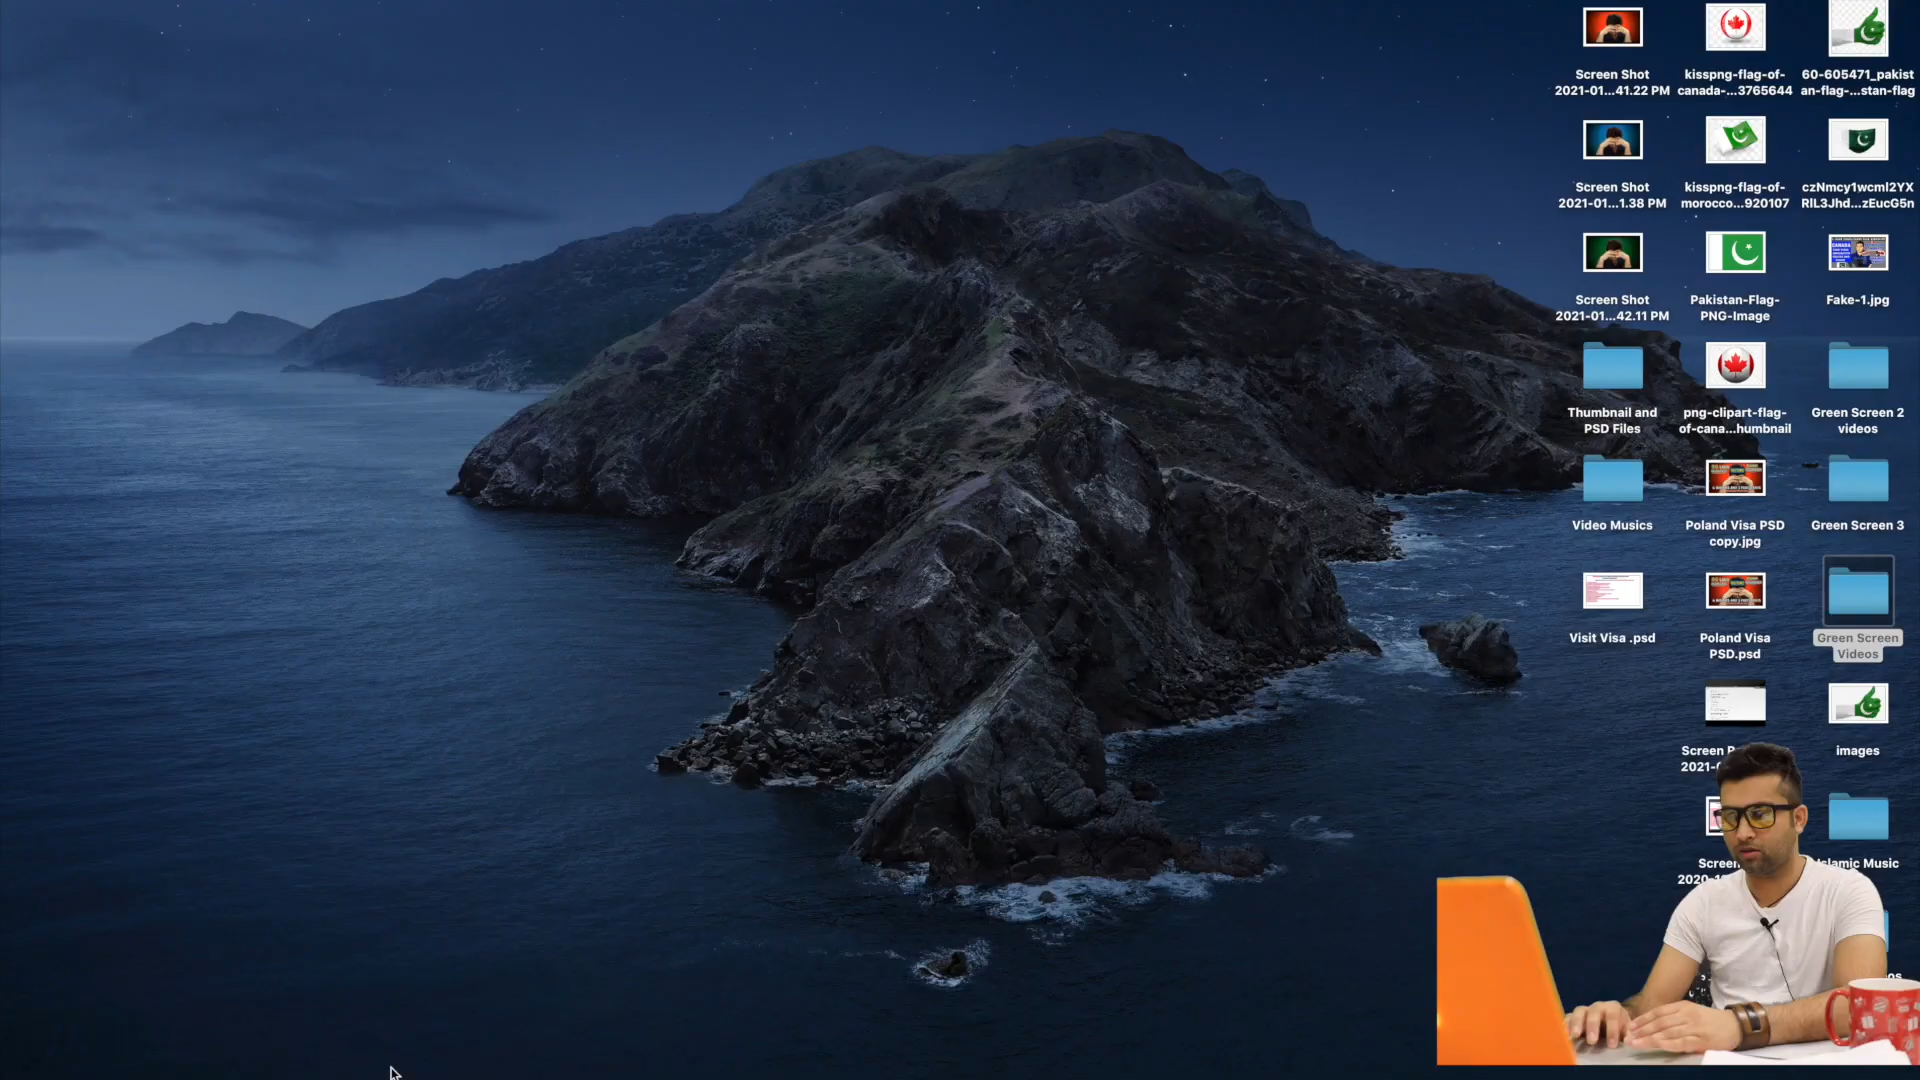 Screen Shot
2021-01...41.22 PM
kisspng-flag-of-
canada-...3765644
60-605471_pakist
an-flag-...stan-flag
Screen Shot
2021-01...1.38 PM
kisspng-flag-of-
morocco...920107
czNmcy1wcml2YX
RlL3Jhd...zEucG5n
Screen Shot
2021-01...42.11 PM
Pakistan-Flag-
PNG-Image
Fake-1.jpg
Thumbnail and
PSD Files
png-clipart-flag-
of-cana...humbnail
Green Screen 2
videos
Video Musics
Poland Visa PSD
copy.jpg
Green Screen 3
Visit Visa .psd
Poland Visa
PSD.psd
Green Screen
Videos
Screen
2021-
images
Screen
2020-
Islamic Music